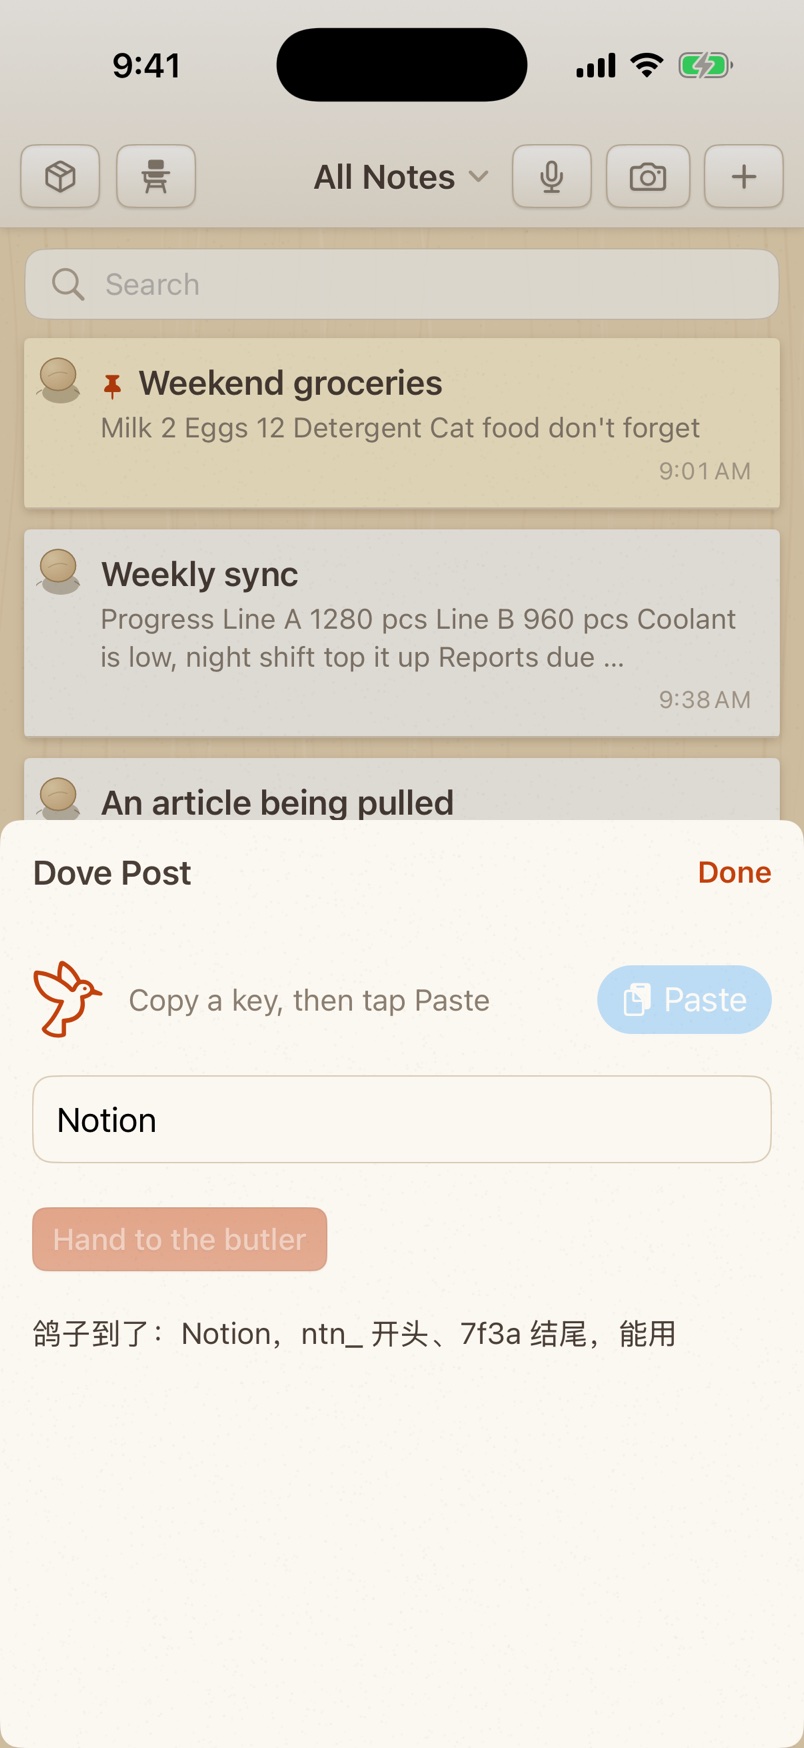 9:41
All Notes
Search
Weekend groceries
Milk 2 Eggs 12 Detergent Cat food don't forget
9:01 AM
Weekly sync
Progress Line A 1280 pcs Line B 960 pcs Coolant
is low, night shift top it up Reports due ...
9:38 AM
An article being pulled
Dove Post
Done
Copy a key, then tap Paste
Paste
Notion
Hand to the butler
鸽子到了：Notion，ntn_ 开头、7f3a 结尾，能用